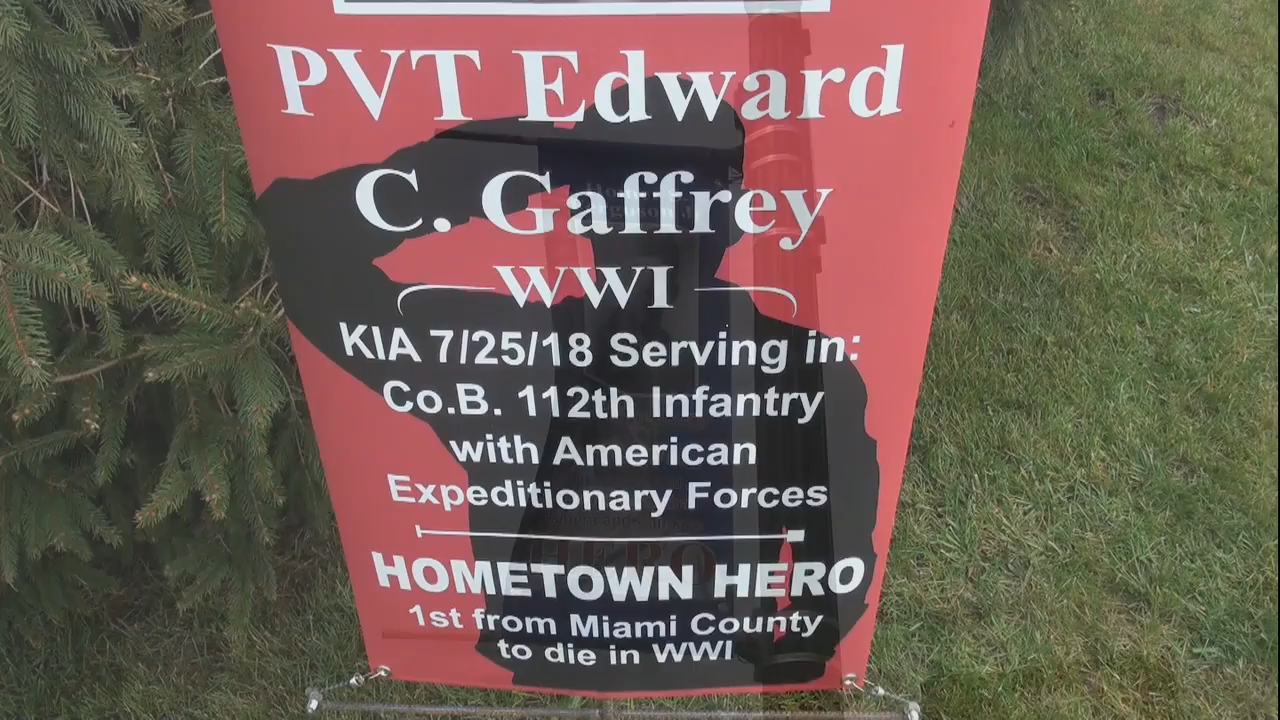 PVT Edward
C. Gaffrey
WWI
KIA 7/25/18 Serving in:
Co.B. 112th Infantry
with American
Expeditionary Forces
HOMETOWN HERO
1st from Miami County
to die in WWI
HERO